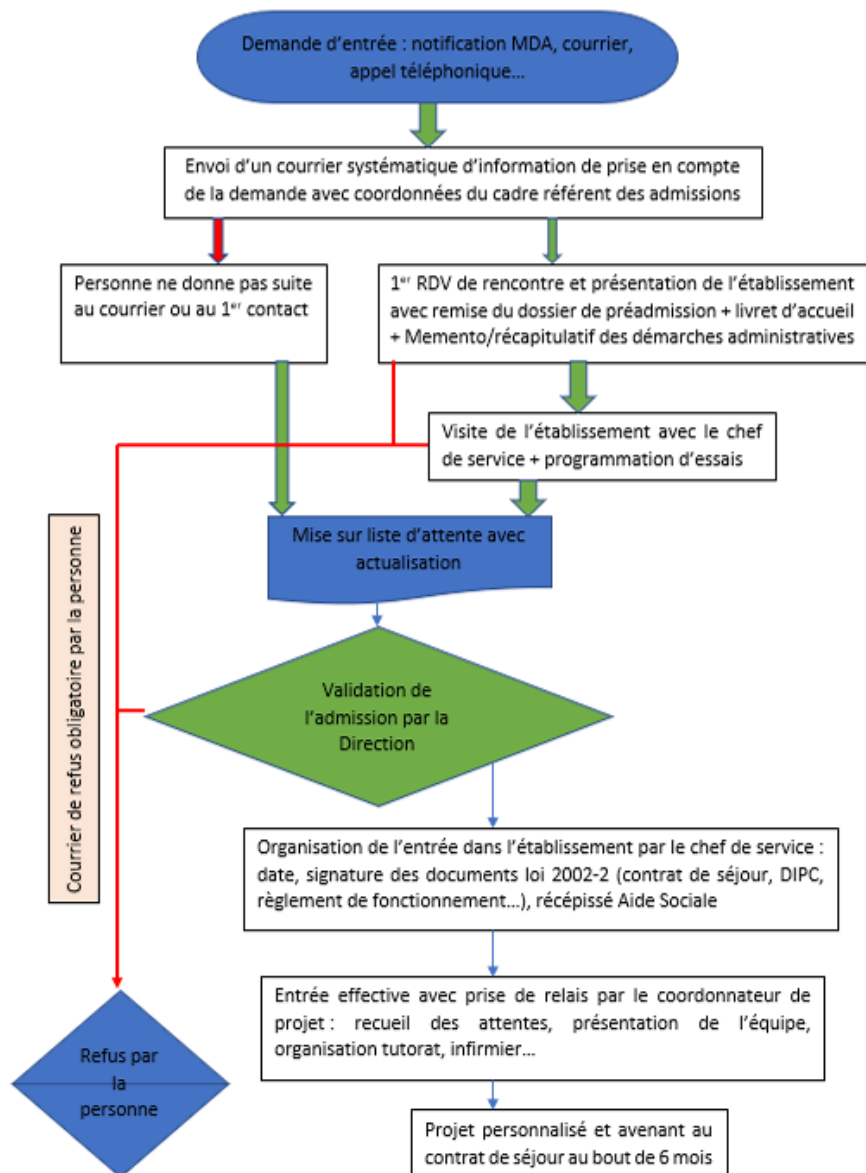 Demande d'entrée : notification MDA, courrier,
appel téléphonique…
Envoi d'un courrier systématique d'information de prise en compte
de la demande avec coordonnées du cadre référent des admissions
Personne ne donne pas suite
au courrier ou au 1er contact
1er RDV de rencontre et présentation de l'établissement
avec remise du dossier de préadmission + livret d'accueil
+ Memento/récapitulatif des démarches administratives
Visite de l'établissement avec le chef
de service + programmation d'essais
Mise sur liste d'attente avec
actualisation
Courrier de refus obligatoire par la personne
Validation de
l'admission par la
Direction
Organisation de l'entrée dans l'établissement par le chef de service :
date, signature des documents loi 2002-2 (contrat de séjour, DIPC,
règlement de fonctionnement…), récépissé Aide Sociale
Entrée effective avec prise de relais par le coordonnateur de
projet : recueil des attentes, présentation de l'équipe,
organisation tutorat, infirmier…
Refus par
la
personne
Projet personnalisé et avenant au
contrat de séjour au bout de 6 mois